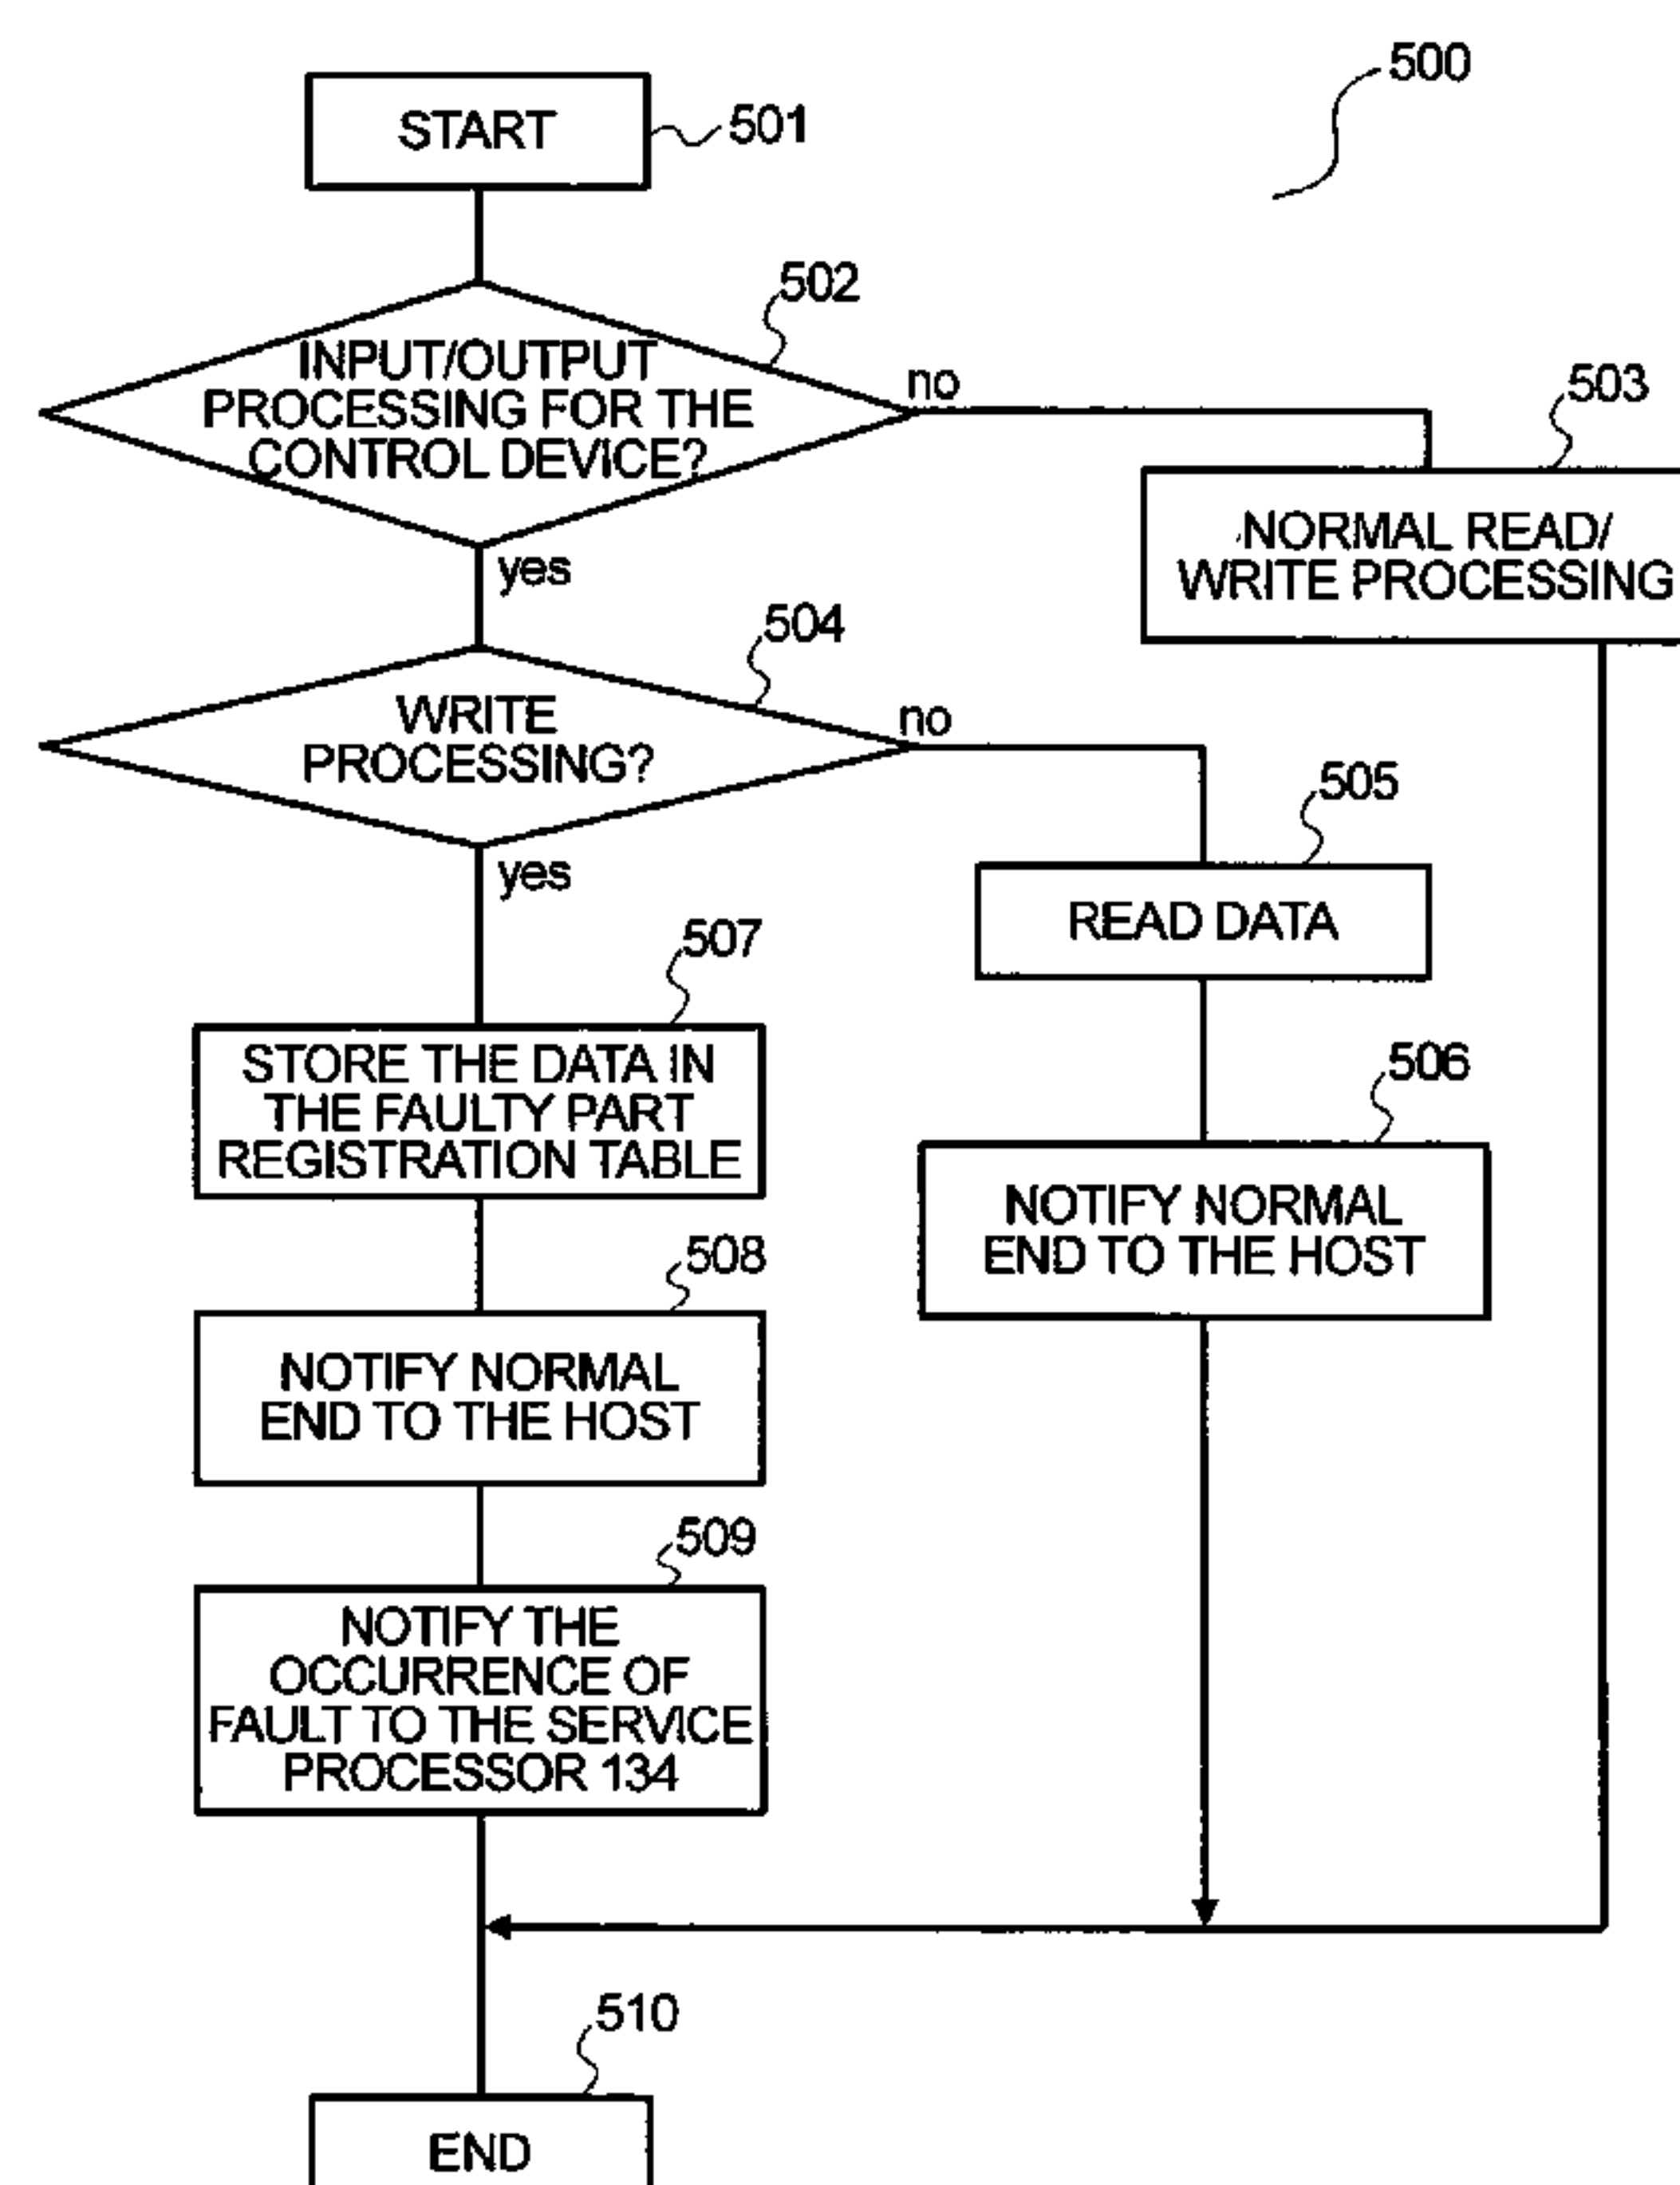 500
START
501
502
INPUT/OUTPUT
PROCESSING FOR THE
CONTROL DEVICE?
no
503
NORMAL READ/
WRITE PROCESSING
yes
504
WRITE
PROCESSING?
no
505
READ DATA
yes
507
STORE THE DATA IN
THE FAULTY PART
REGISTRATION TABLE
506
NOTIFY NORMAL
END TO THE HOST
508
NOTIFY NORMAL
END TO THE HOST
509
NOTIFY THE
OCCURRENCE OF
FAULT TO THE SERVICE
PROCESSOR 134
510
END